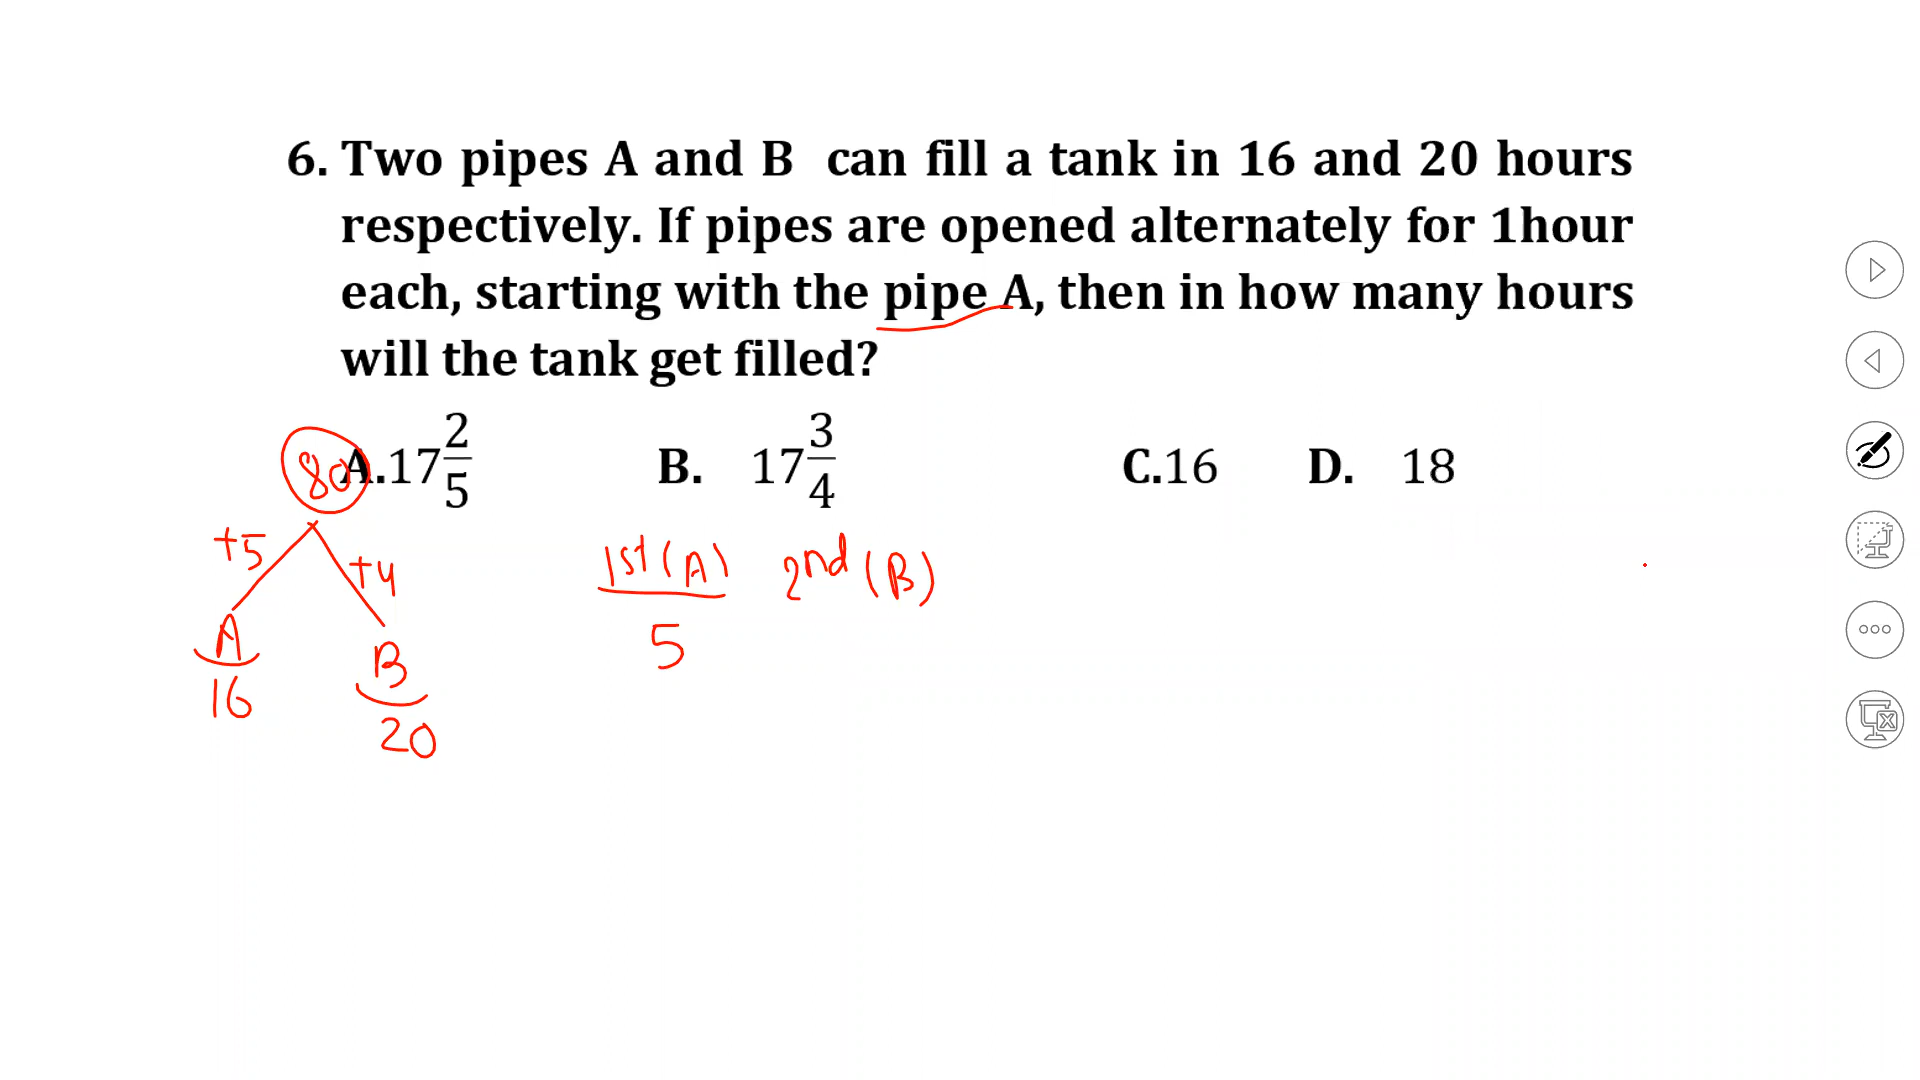 6. Two pipes A and B can fill a tank in 16 and 20 hours
respectively. If pipes are opened alternately for 1hour
each, starting with the pipe A, then in how many hours
will the tank get filled?
A.17 2/5 B. 17 3/4 C.16 D. 18
80
+5 +4
1st (A) 2nd (B)
A B 5
16 20